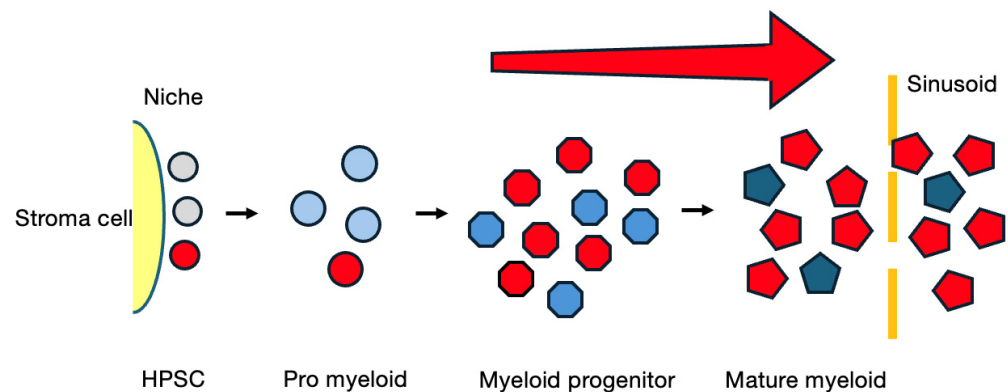 Niche
Sinusoid
Stroma cell
HPSC
Pro myeloid
Myeloid progenitor
Mature myeloid